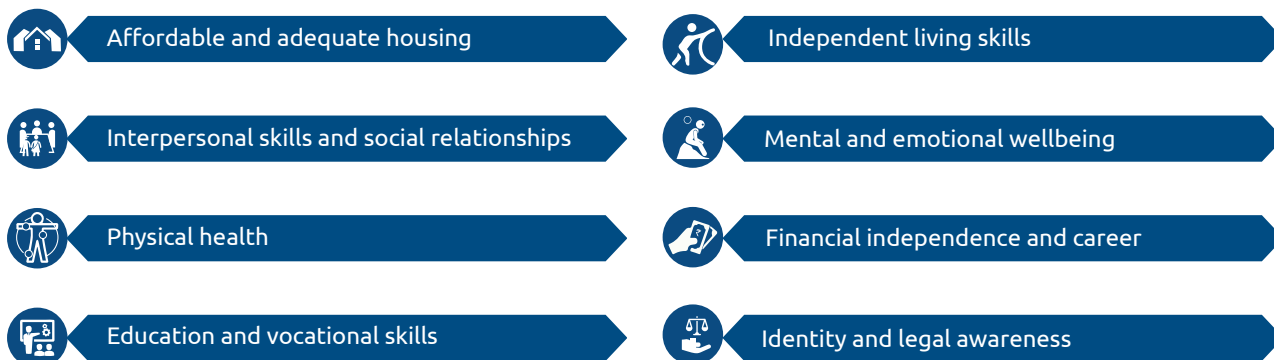 Affordable and adequate housing
Independent living skills
Interpersonal skills and social relationships
Mental and emotional wellbeing
Physical health
Financial independence and career
Education and vocational skills
Identity and legal awareness